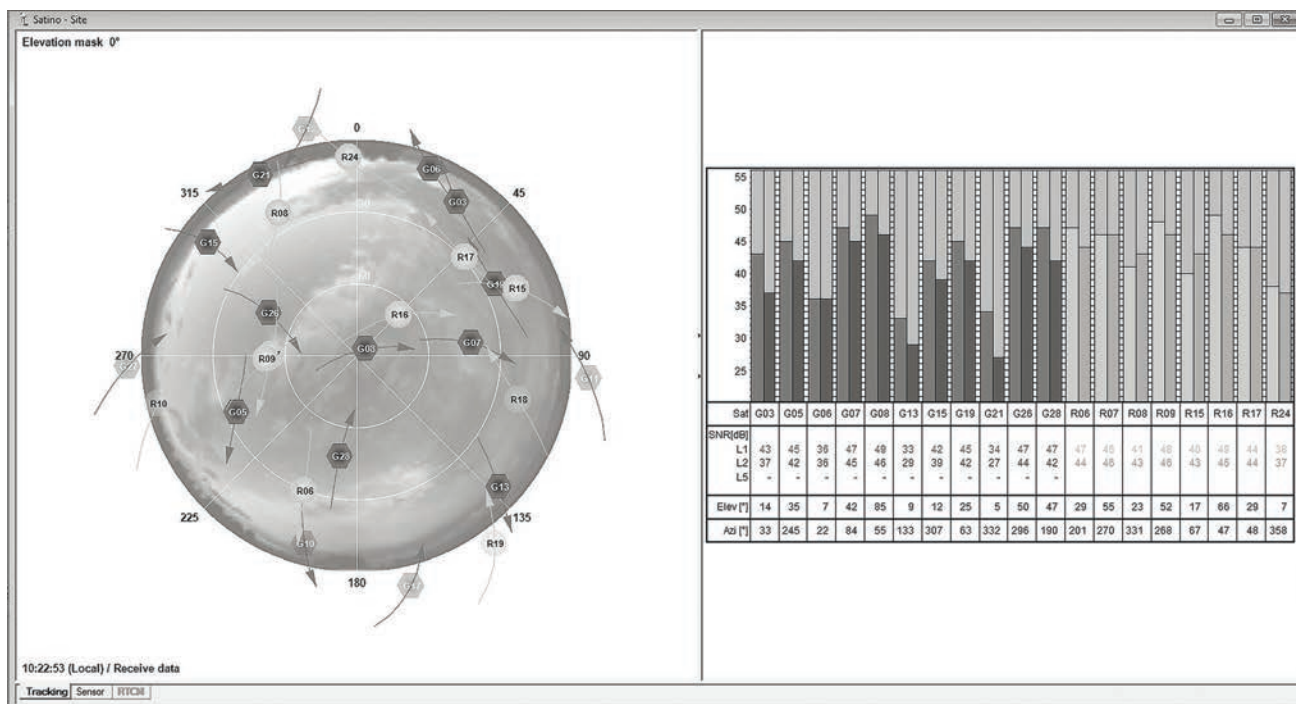 Satino - Site
Elevation mask 0°
0
R24
G21
G06
315
45
G03
R08
G15
R17
R15
R16
G26
G08
G07
270
R09
90
R10
R18
G05
G28
R06
G13
225
135
R19
180
10:22:53 (Local) / Receive data
Tracking Sensor RTCM
55
50
45
40
35
30
25
Sat G03 G05 G06 G07 G08 G13 G15 G19 G21 G26 G28 R06 R07 R08 R09 R15 R16 R17 R24
SNR[dB]
L1 43 45 36 47 49 33 42 45 34 47 47 47 46 41 48 40 49 44 38
L2 37 42 36 45 46 29 39 42 27 44 42 44 46 43 46 43 46 44 37
L5 - - - - - - - - - - -
Elev [°] 14 35 7 42 85 9 12 25 5 50 47 29 55 23 52 17 66 29 7
Azi [°] 33 245 22 84 55 133 307 63 332 296 190 201 270 331 268 67 47 48 358